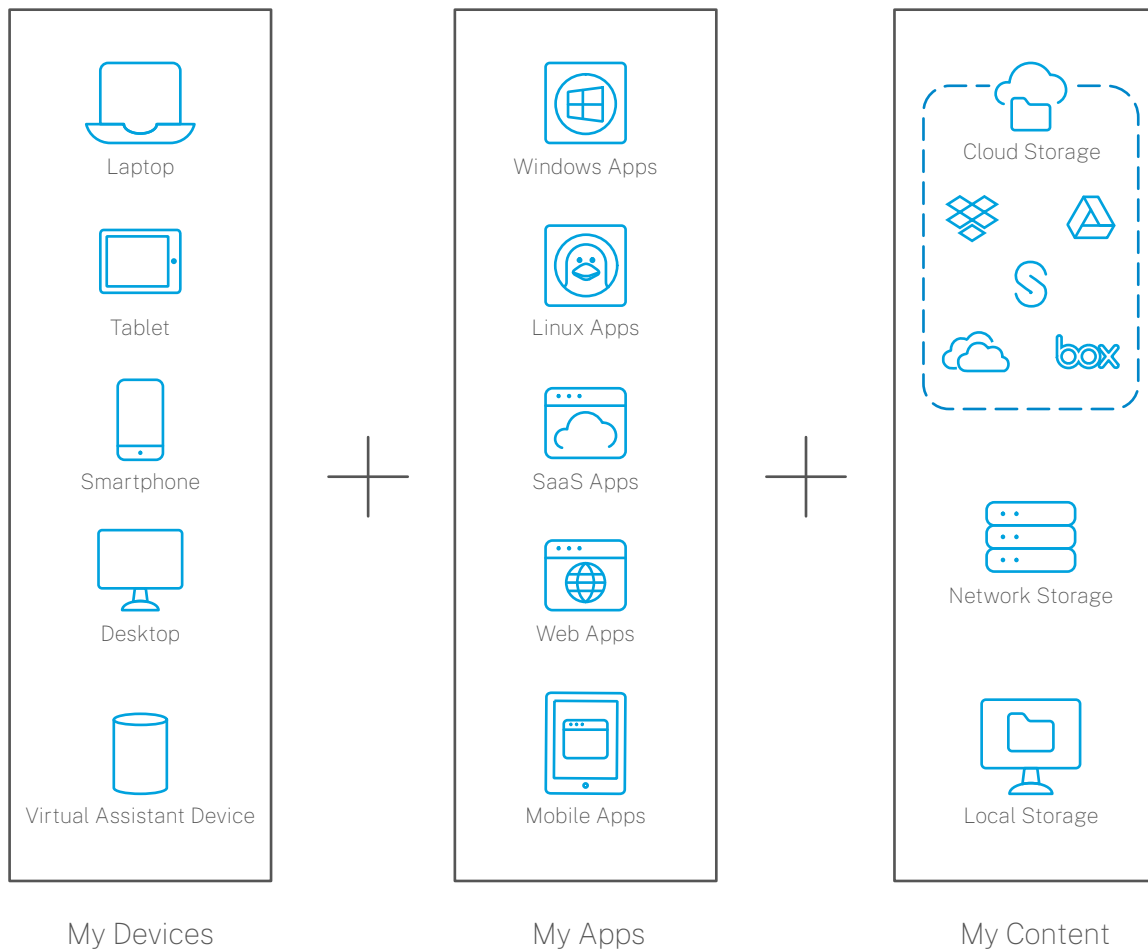 Laptop
Tablet
Smartphone
Desktop
Virtual Assistant Device
My Devices
Windows Apps
Linux Apps
SaaS Apps
Web Apps
Mobile Apps
My Apps
Cloud Storage
S
box
Network Storage
Local Storage
My Content